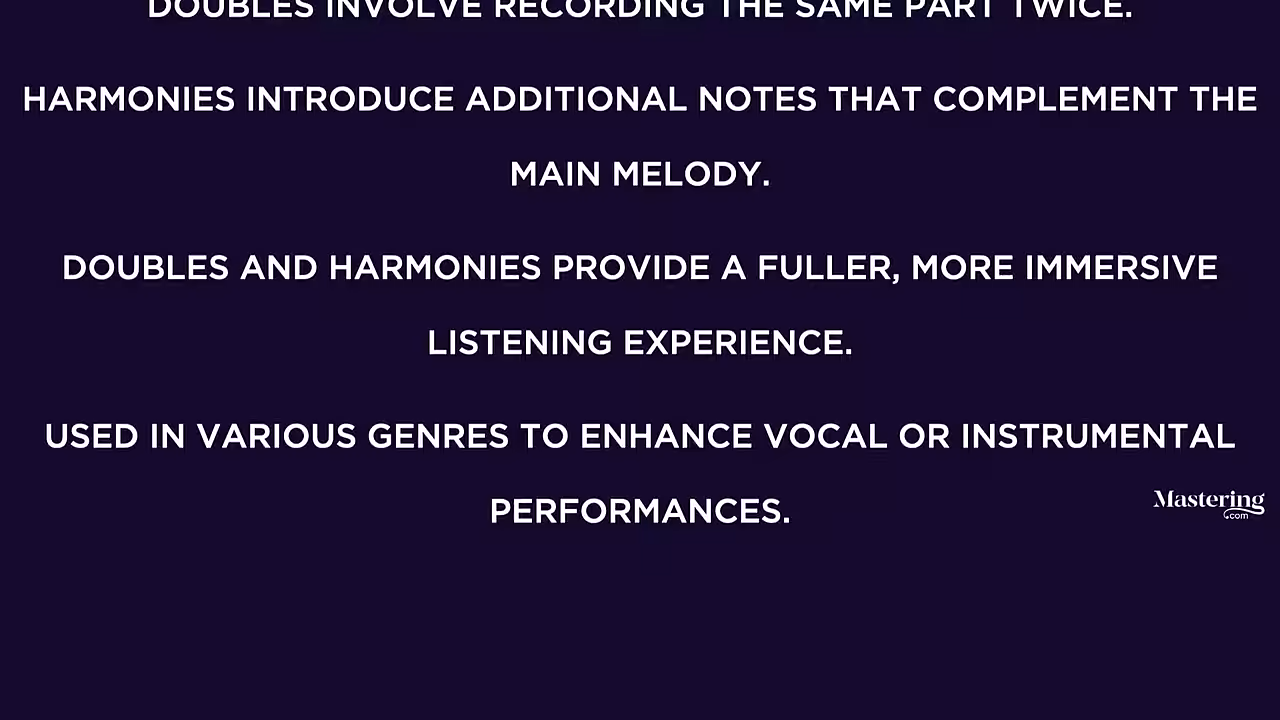 DOUBLES INVOLVE RECORDING THE SAME PART TWICE.
HARMONIES INTRODUCE ADDITIONAL NOTES THAT COMPLEMENT THE
MAIN MELODY.
DOUBLES AND HARMONIES PROVIDE A FULLER, MORE IMMERSIVE
LISTENING EXPERIENCE.
USED IN VARIOUS GENRES TO ENHANCE VOCAL OR INSTRUMENTAL
PERFORMANCES.
Mastering
.com